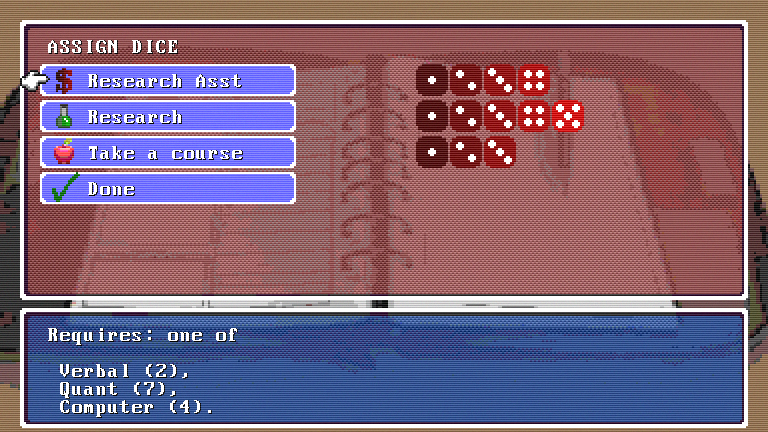 ASSIGN DICE
$ Research Asst
Research
Take a course
Done
Requires: one of
Verbal (2),
Quant (7),
Computer (4).